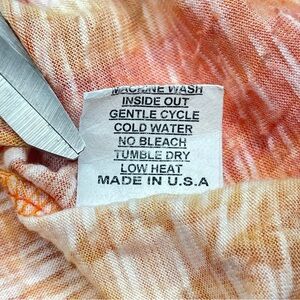 MACHINE WASH
INSIDE OUT
GENTLE CYCLE
COLD WATER
NO BLEACH
TUMBLE DRY
LOW HEAT
MADE IN U.S.A